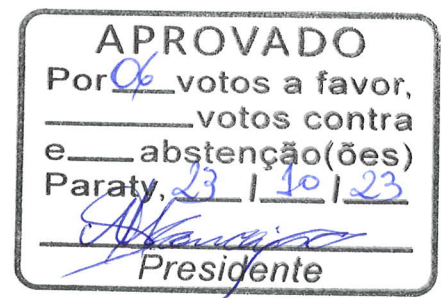 APROVADO
Por 06 votos a favor,
votos contra
e abstenção(ões)
Paraty, 23 / 10 / 23
Presidente